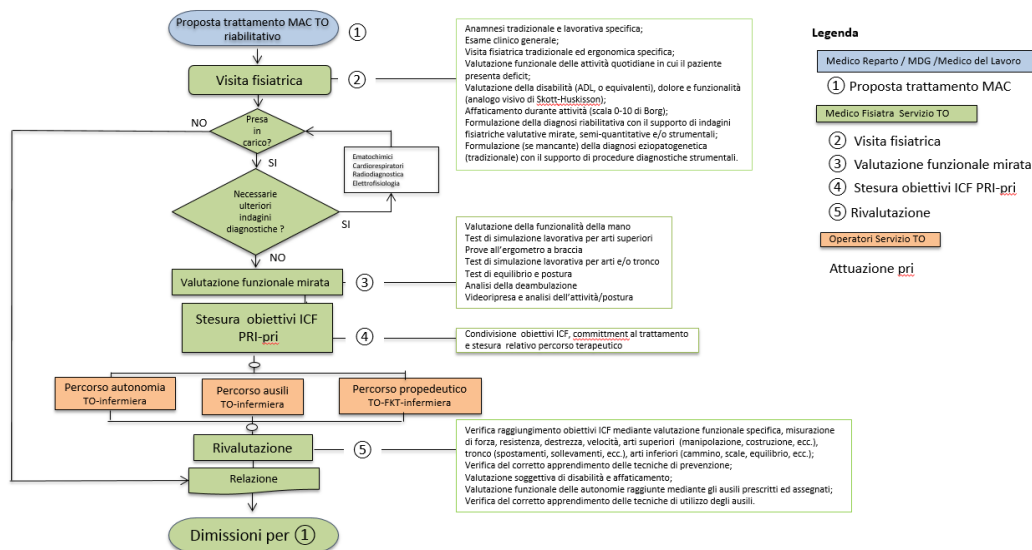 Proposta trattamento MAC TO
riabilitativo
①
Visita fisiatrica
②
Anamnesi tradizionale e lavorativa specifica;
Esame clinico generale;
Visita fisiatrica tradizionale ed ergonomica specifica;
Valutazione funzionale delle attività quotidiane in cui il paziente
presenta deficit;
Valutazione della disabilità (ADL, o equivalenti), dolore e funzionalità
(analogo visivo di Skott-Huskisson);
Affaticamento durante attività (scala 0-10 di Borg);
Formulazione della diagnosi riabilitativa con il supporto di indagini
fisiatriche valutative mirate, semi-quantitative e/o strumentali;
Formulazione (se mancante) della diagnosi eziopatogenetica
(tradizionale) con il supporto di procedure diagnostiche strumentali.
NO
Presa
in
carico?
SI
Ematochimici
Cardiorespiratori
Radiodiagnostica
Elettrofisiologia
Necessarie
ulteriori
indagini
diagnostiche ?
SI
NO
Valutazione funzionale mirata
③
Valutazione della funzionalità della mano
Test di simulazione lavorativa per arti superiori
Prove all'ergometro a braccia
Test di simulazione lavorativa per arti e/o tronco
Test di equilibrio e postura
Analisi della deambulazione
Videoripresa e analisi dell'attività/postura
Stesura obiettivi ICF
PRI-pri
④
Condivisione obiettivi ICF, committment al trattamento
e stesura relativo percorso terapeutico
Percorso autonomia
TO-infermiera
Percorso ausili
TO-infermiera
Percorso propedeutico
TO-FKT-infermiera
Rivalutazione
⑤
Verifica raggiungimento obiettivi ICF mediante valutazione funzionale specifica, misurazione
di forza, resistenza, destrezza, velocità, arti superiori (manipolazione, costruzione, ecc.),
tronco (spostamenti, sollevamenti, ecc.), arti inferiori (cammino, scale, equilibrio, ecc.);
Verifica del corretto apprendimento delle tecniche di prevenzione;
Valutazione soggettiva di disabilità e affaticamento;
Valutazione funzionale delle autonomie raggiunte mediante gli ausili prescritti ed assegnati;
Verifica del corretto apprendimento delle tecniche di utilizzo degli ausili.
Relazione
Dimissioni per ①
Legenda
Medico Reparto / MDG /Medico del Lavoro
① Proposta trattamento MAC
Medico Fisiatra Servizio TO
② Visita fisiatrica
③ Valutazione funzionale mirata
④ Stesura obiettivi ICF PRI-pri
⑤ Rivalutazione
Operatori Servizio TO
Attuazione pri